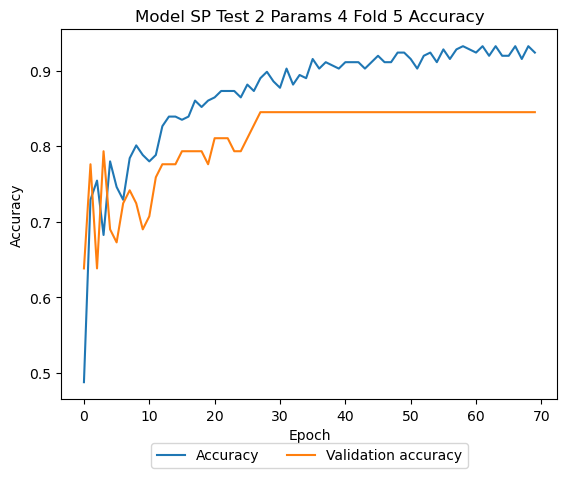 Model SP Test 2 Params 4 Fold 5 Accuracy
Accuracy
0.9
0.8
0.7
0.6
0.5
0 10 20 30 40 50 60 70
Epoch
Accuracy Validation accuracy